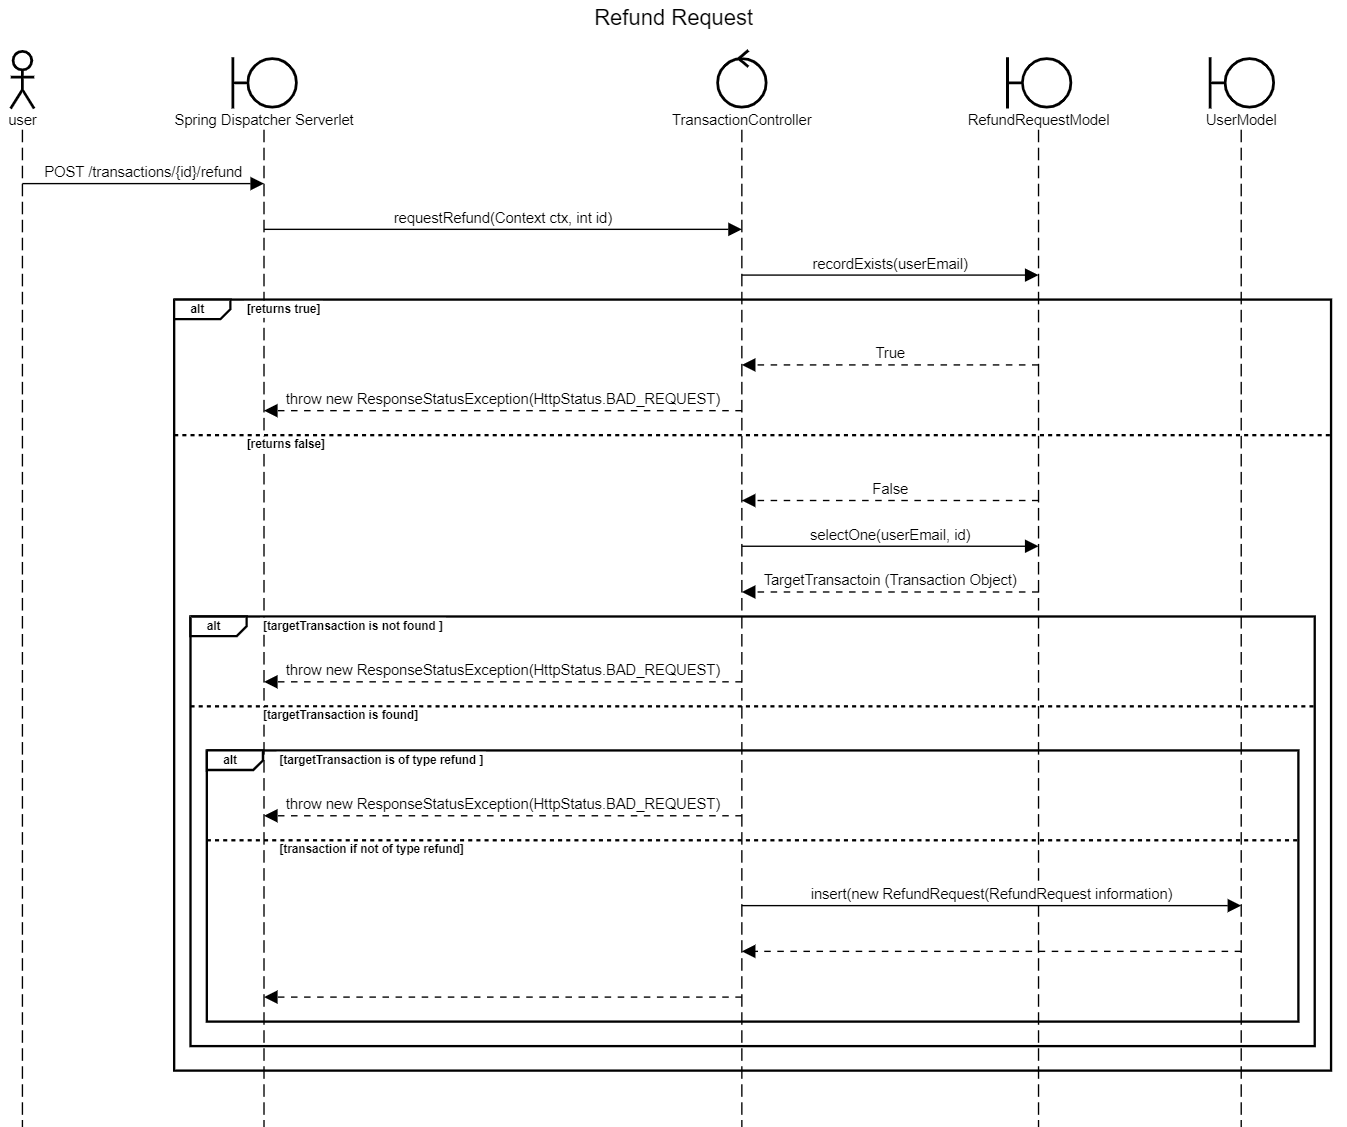 Refund Request
user
Spring Dispatcher Serverlet
TransactionController
RefundRequestModel
UserModel
POST /transactions/{id}/refund
requestRefund(Context ctx, int id)
recordExists(userEmail)
alt [returns true]
True
throw new ResponseStatusException(HttpStatus.BAD_REQUEST)
[returns false]
False
selectOne(userEmail, id)
TargetTransactoin (Transaction Object)
alt [targetTransaction is not found ]
throw new ResponseStatusException(HttpStatus.BAD_REQUEST)
[targetTransaction is found]
alt [targetTransaction is of type refund ]
throw new ResponseStatusException(HttpStatus.BAD_REQUEST)
[transaction if not of type refund]
insert(new RefundRequest(RefundRequest information)